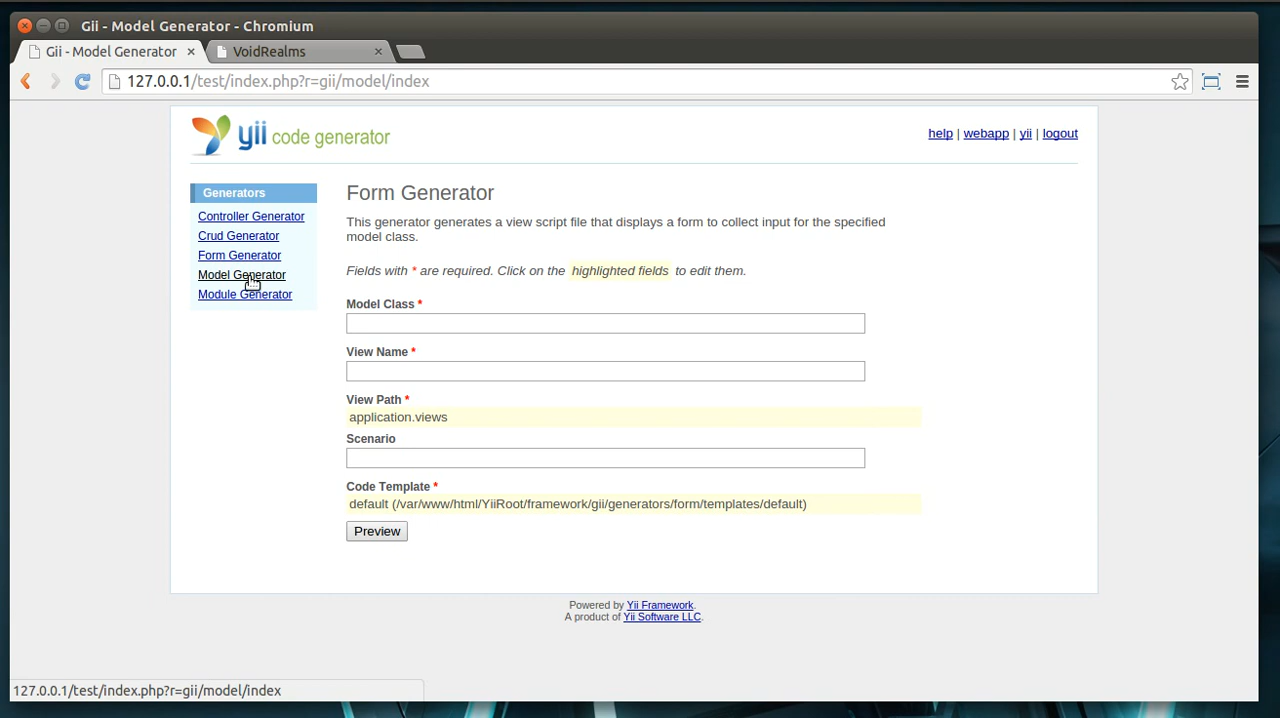 Gii - Model Generator - Chromium
Gii - Model Generator
VoidRealms
127.0.0.1/test/index.php?r=gii/model/index
yii code generator
help | webapp | yii | logout
Generators
Controller Generator
Crud Generator
Form Generator
Model Generator
Module Generator
Form Generator
This generator generates a view script file that displays a form to collect input for the specified
model class.
Fields with * are required. Click on the highlighted fields to edit them.
Model Class *
View Name *
View Path *
application.views
Scenario
Code Template *
default (/var/www/html/YiiRoot/framework/gii/generators/form/templates/default)
Preview
Powered by Yii Framework.
A product of Yii Software LLC.
127.0.0.1/test/index.php?r=gii/model/index